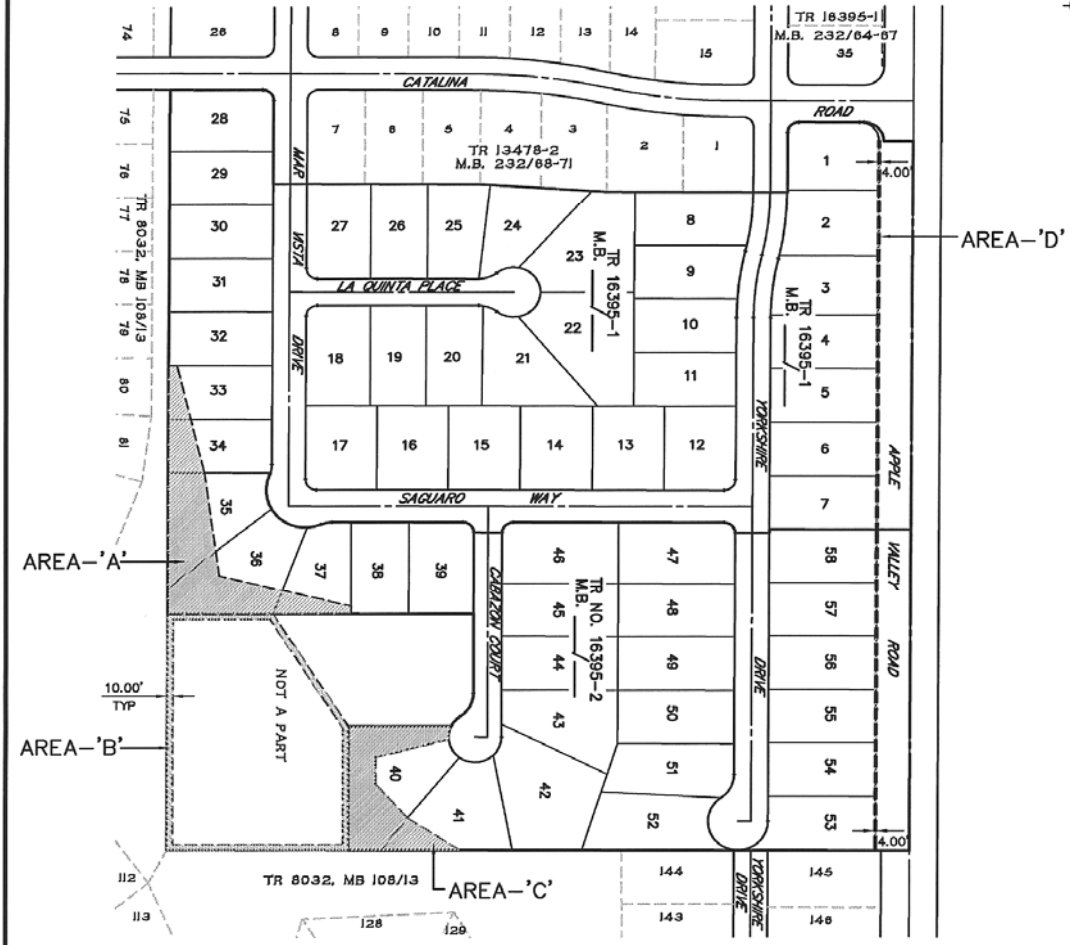 TR 16395-1
M.B. 232/64-67
35
74
26
8
9
10
11
12
13
14
15
CATALINA
ROAD
75
28
7
6
5
4
3
2
1
TR 13478-2
M.B. 232/68-71
1
4.00'
76
29
MAR
77
30
27
26
25
24
8
2
AREA-'D'
TR 8032, MB 108/13
VISTA
23
TR 16395-1
M.B.
9
78
31
LA QUINTA PLACE
3
TR 16395-1
M.B.
79
32
DRIVE
18
19
20
21
22
10
4
80
33
11
5
81
34
17
16
15
14
13
12
YORKSHIRE
6
APPLE
SAGUARO WAY
7
35
AREA-'A'
36
37
38
39
CABAZON COURT
46
47
58
VALLEY
TR NO. 16395-2
M.B.
45
48
57
44
49
DRIVE
56
ROAD
NOT A PART
10.00'
TYP
43
50
55
AREA-'B'
40
51
54
41
42
52
53
4.00'
112
TR 8032, MB 108/13
AREA-'C'
144
YORKSHIRE
DRIVE
145
113
128
129
143
146